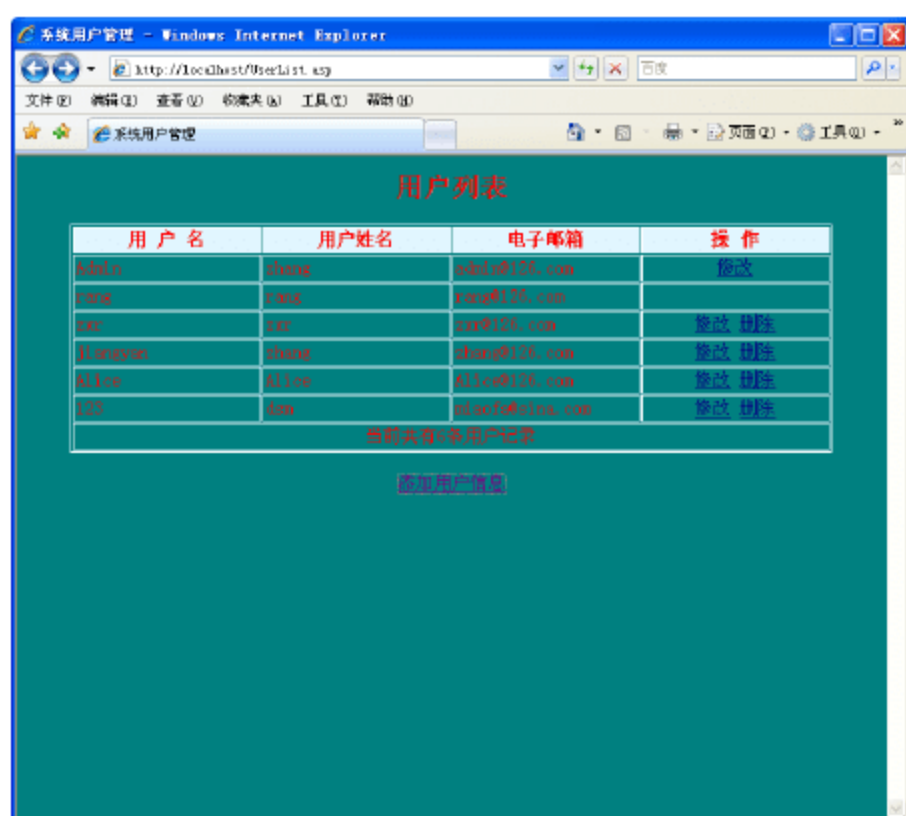 系统用户管理 - Windows Internet Explorer
http://localhost/UserList.asp 百度
文件(F) 编辑(E) 查看(V) 收藏夹(A) 工具(T) 帮助(H)
系统用户管理 页面(P) 工具(O)
用户列表
用 户 名 用户姓名 电子邮箱 操 作
Admin zhang admin@126.com 修改
rang rang rang@126.com
zxr zxr zxr@126.com 修改 删除
jiangyan zhang zhang@126.com 修改 删除
Alice Alice Alice@126.com 修改 删除
123 dsn miaofa@sina.com 修改 删除
当前共有6条用户记录
添加用户信息